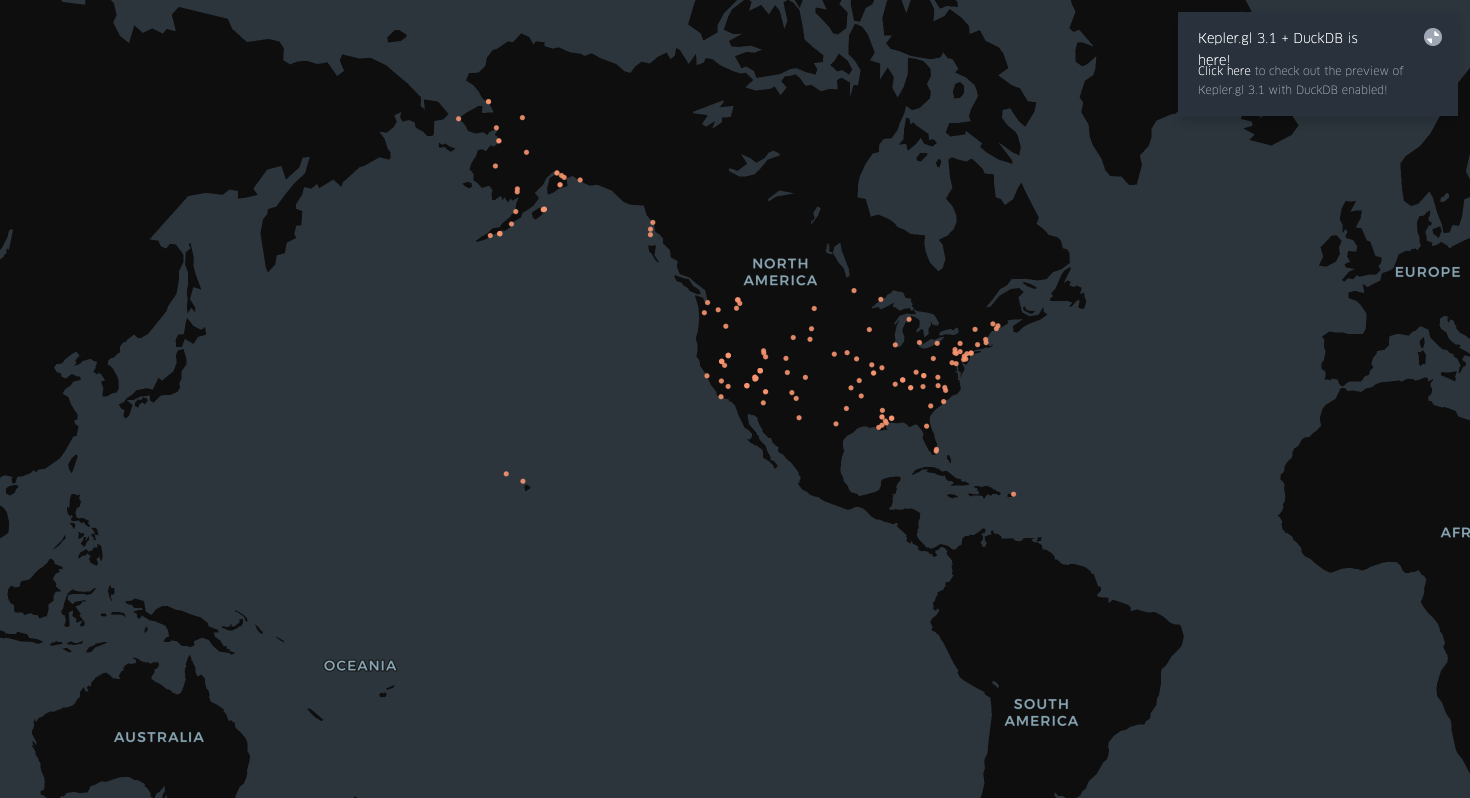 Kepler.gl 3.1 + DuckDB is
here!
Click here to check out the preview of
Kepler.gl 3.1 with DuckDB enabled!
NORTH
AMERICA
EUROPE
AFR
OCEANIA
SOUTH
AMERICA
AUSTRALIA